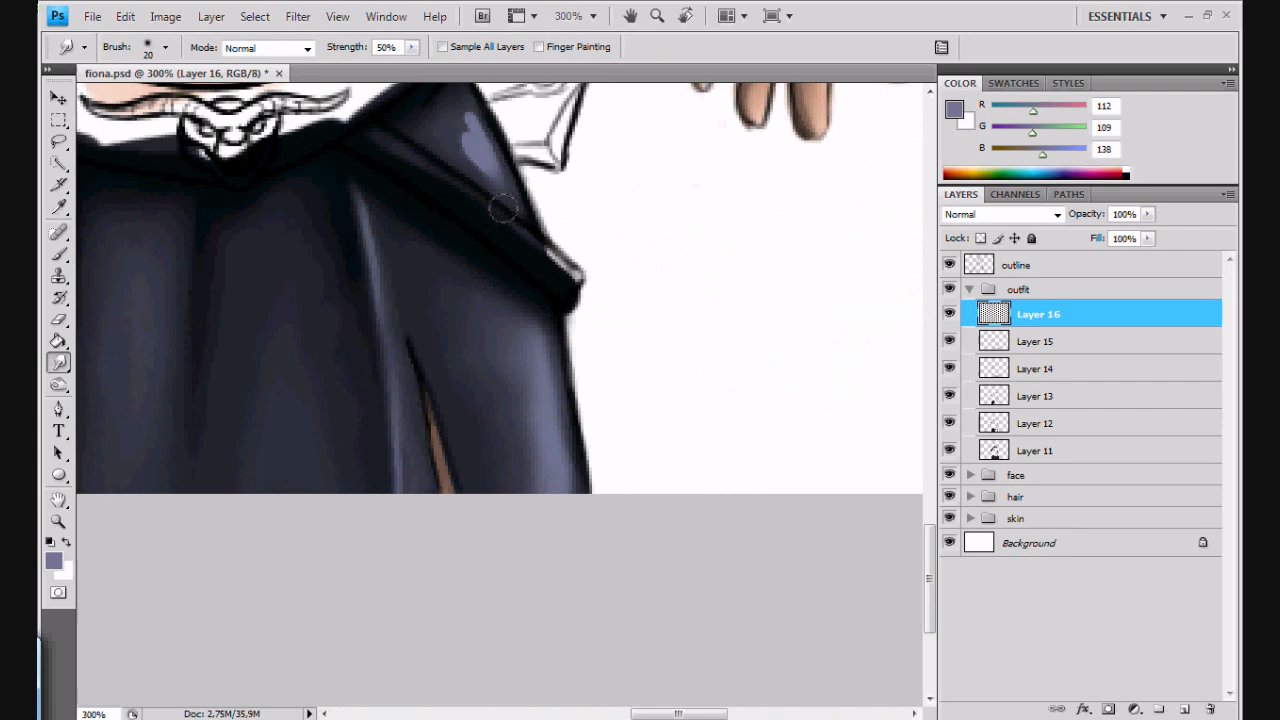 Ps File Edit Image Layer Select Filter View Window Help Br 300% ESSENTIALS
Brush: 20 Mode: Normal Strength: 50% Sample All Layers Finger Painting
fiona.psd @ 300% (Layer 16, RGB/8) *
COLOR SWATCHES STYLES
R 112
G 109
B 138
LAYERS CHANNELS PATHS
Normal Opacity: 100%
Lock: Fill: 100%
outline
outfit
Layer 16
Layer 15
Layer 14
Layer 13
Layer 12
Layer 11
face
hair
skin
Background
T
300% Doc: 2,75M/35,9M
fx